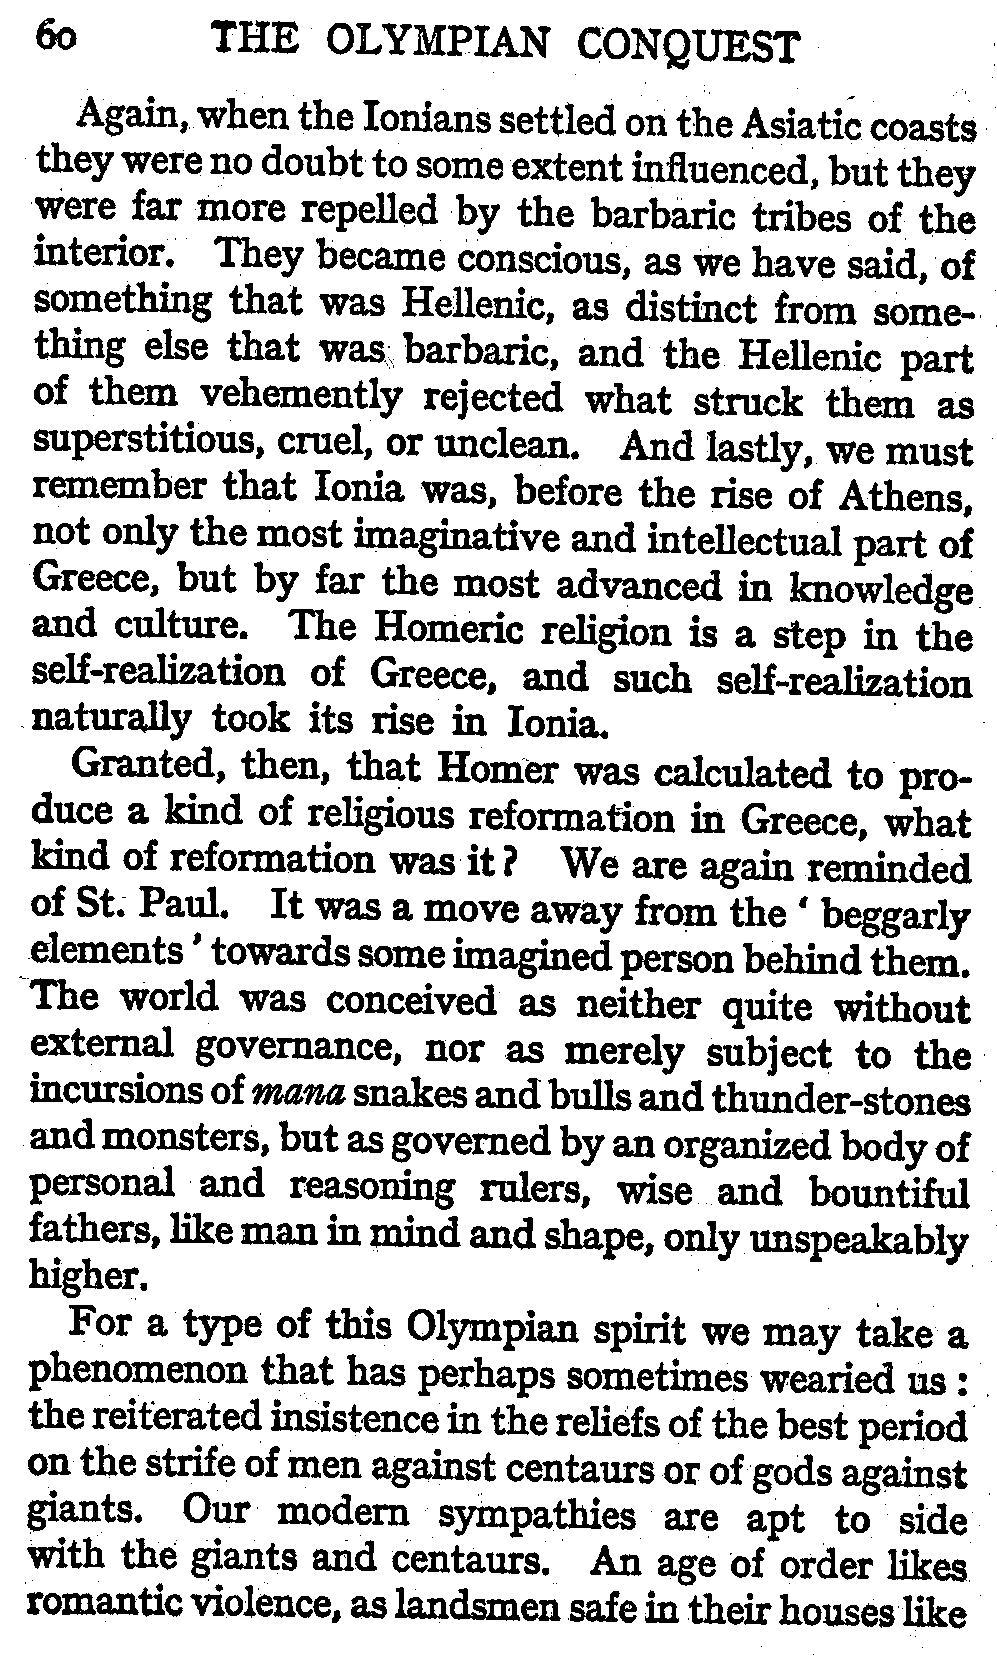 60 THE OLYMPIAN CONQUEST
Again, when the Ionians settled on the Asiatic coasts
they were no doubt to some extent influenced, but they
were far more repelled by the barbaric tribes of the
interior. They became conscious, as we have said, of
something that was Hellenic, as distinct from some-
thing else that was barbaric, and the Hellenic part
of them vehemently rejected what struck them as
superstitious, cruel, or unclean. And lastly, we must
remember that Ionia was, before the rise of Athens,
not only the most imaginative and intellectual part of
Greece, but by far the most advanced in knowledge
and culture. The Homeric religion is a step in the
self-realization of Greece, and such self-realization
naturally took its rise in Ionia.
Granted, then, that Homer was calculated to pro-
duce a kind of religious reformation in Greece, what
kind of reformation was it ? We are again reminded
of St. Paul. It was a move away from the ‘ beggarly
elements ’ towards some imagined person behind them.
The world was conceived as neither quite without
external governance, nor as merely subject to the
incursions of mana snakes and bulls and thunder-stones
and monsters, but as governed by an organized body of
personal and reasoning rulers, wise and bountiful
fathers, like man in mind and shape, only unspeakably
higher.
For a type of this Olympian spirit we may take a
phenomenon that has perhaps sometimes wearied us :
the reiterated insistence in the reliefs of the best period
on the strife of men against centaurs or of gods against
giants. Our modern sympathies are apt to side
with the giants and centaurs. An age of order likes
romantic violence, as landsmen safe in their houses like